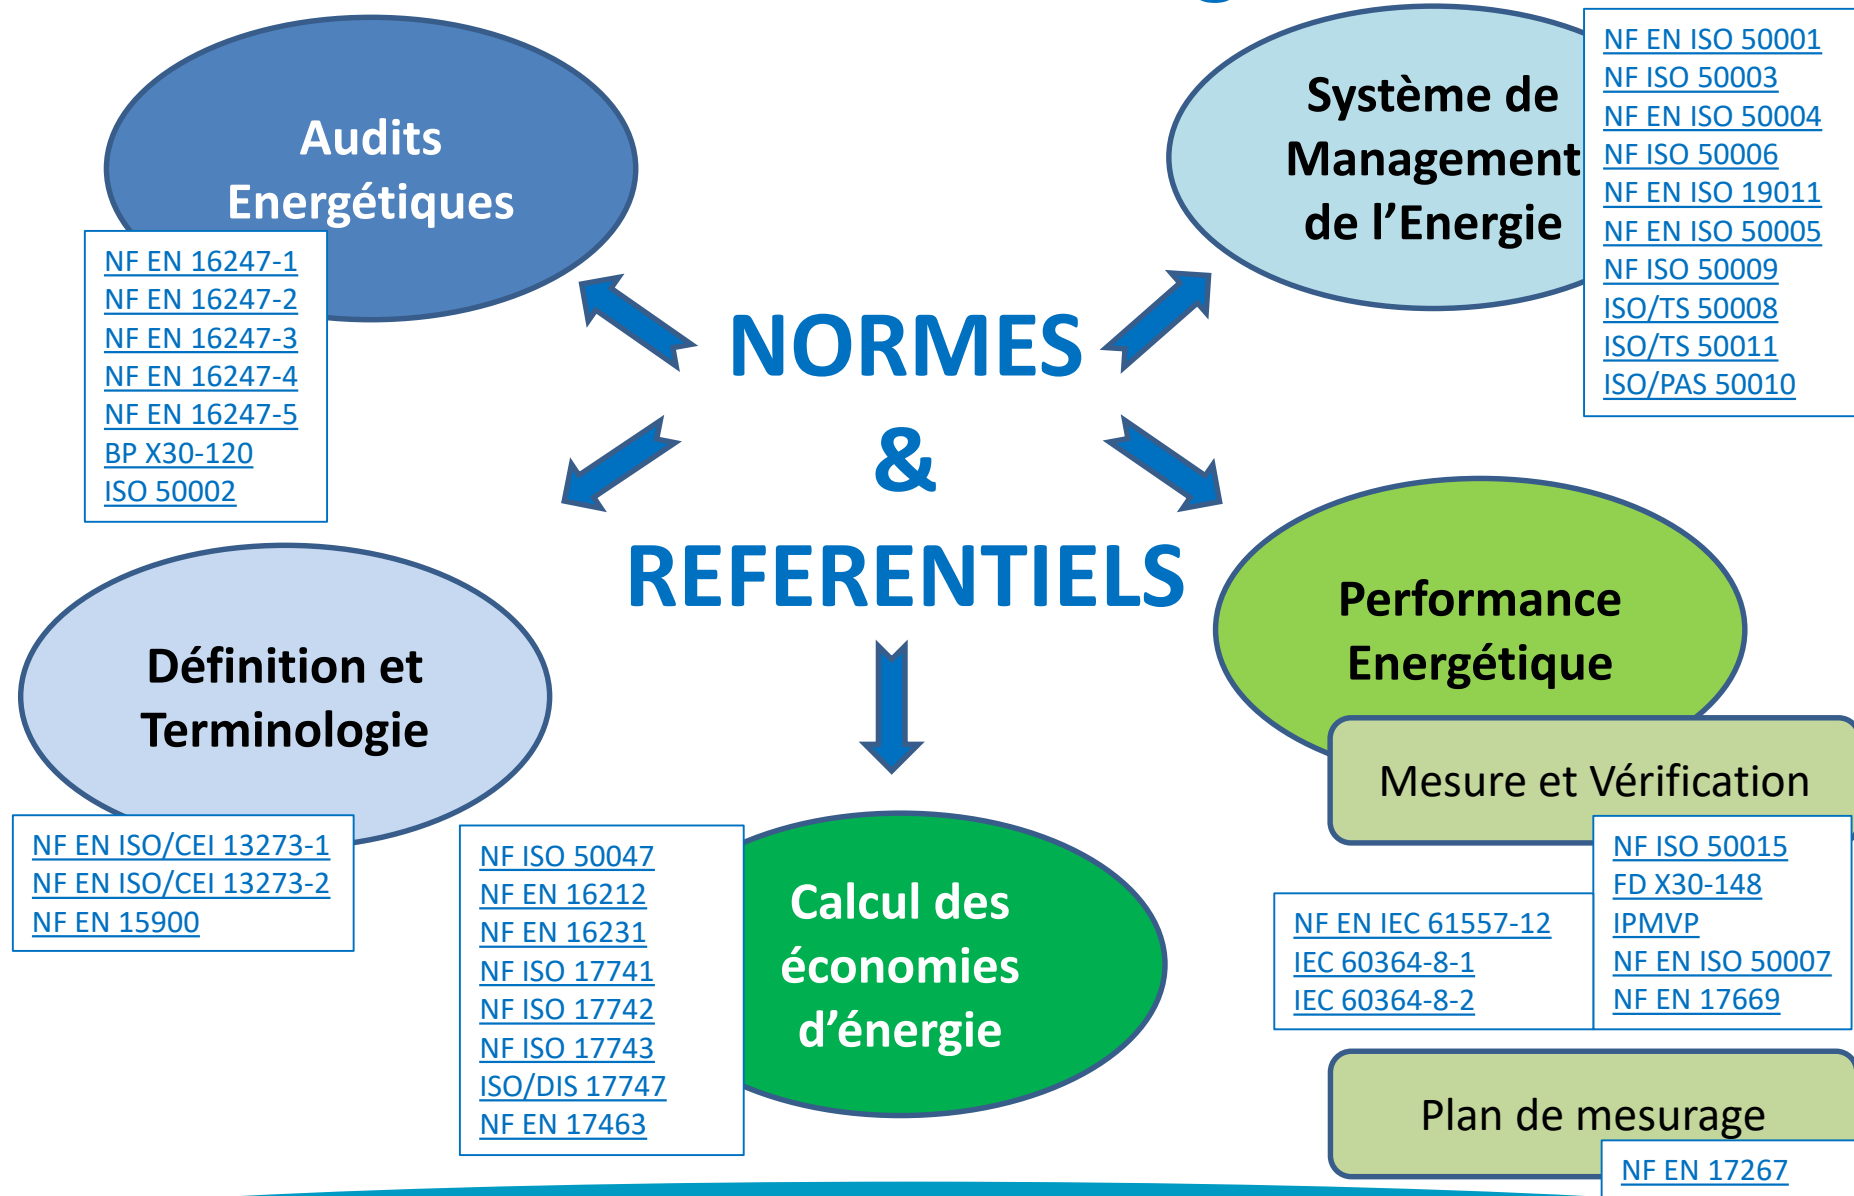 Audits
Energétiques
NF EN 16247-1
NF EN 16247-2
NF EN 16247-3
NF EN 16247-4
NF EN 16247-5
BP X30-120
ISO 50002
Système de
Management
de l’Energie
NF EN ISO 50001
NF ISO 50003
NF EN ISO 50004
NF ISO 50006
NF EN ISO 19011
NF EN ISO 50005
NF ISO 50009
ISO/TS 50008
ISO/TS 50011
ISO/PAS 50010
NORMES
&
REFERENTIELS
Définition et
Terminologie
NF EN ISO/CEI 13273-1
NF EN ISO/CEI 13273-2
NF EN 15900
NF ISO 50047
NF EN 16212
NF EN 16231
NF ISO 17741
NF ISO 17742
NF ISO 17743
ISO/DIS 17747
NF EN 17463
Calcul des
économies
d’énergie
Performance
Energétique
Mesure et Vérification
NF ISO 50015
FD X30-148
IPMVP
NF EN ISO 50007
NF EN 17669
NF EN IEC 61557-12
IEC 60364-8-1
IEC 60364-8-2
Plan de mesurage
NF EN 17267